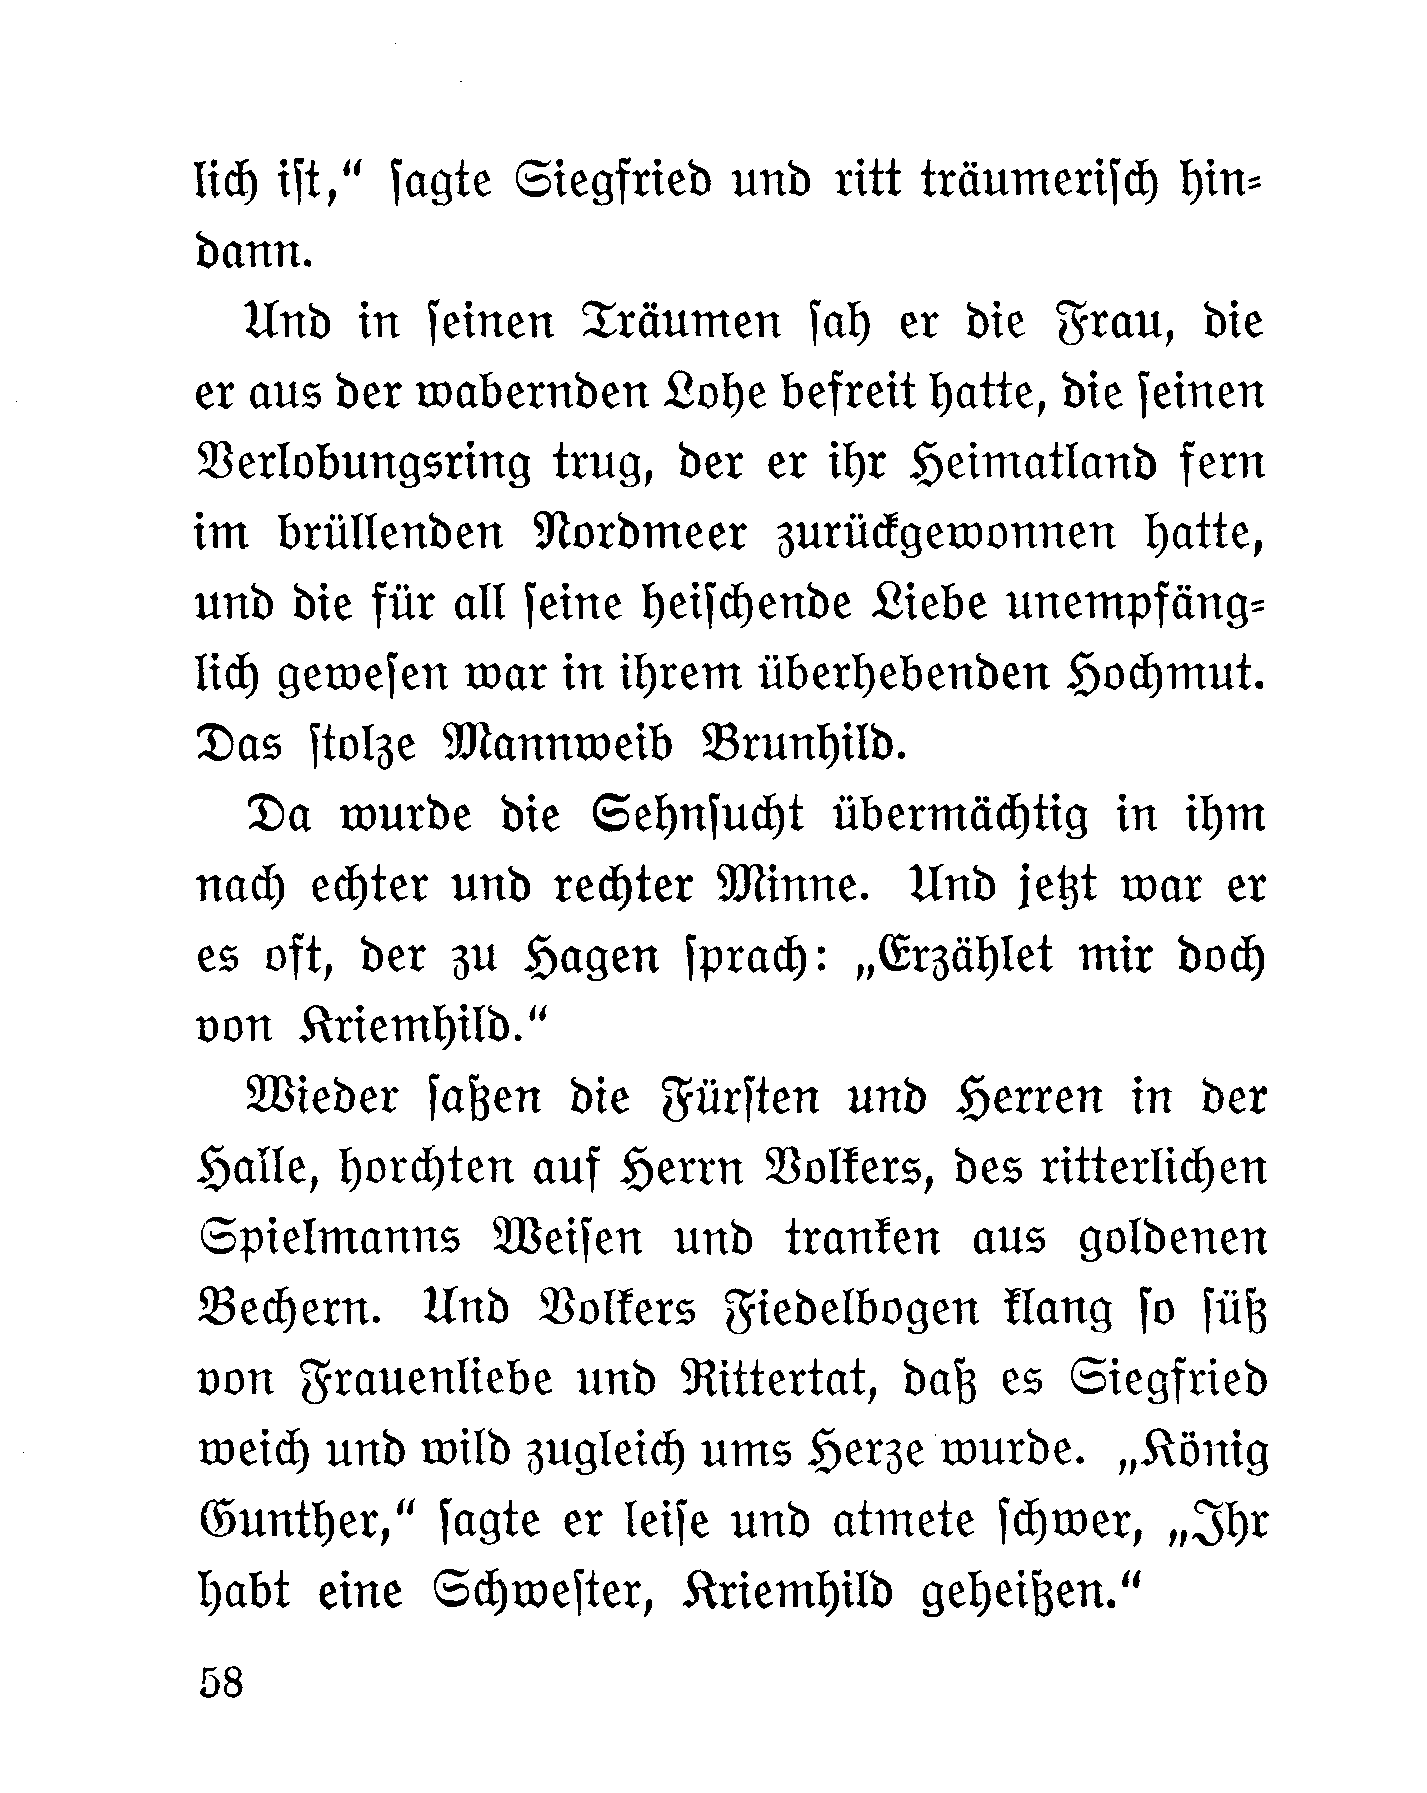 lich ist,“ sagte Siegfried und ritt träumerisch hin-
dann.
Und in seinen Träumen sah er die Frau, die
er aus der wabernden Lohe befreit hatte, die seinen
Verlobungsring trug, der er ihr Heimatland fern
im brüllenden Nordmeer zurückgewonnen hatte,
und die für all seine heischende Liebe unempfäng-
lich gewesen war in ihrem überhebenden Hochmut.
Das stolze Mannweib Brunhild.
Da wurde die Sehnsucht übermächtig in ihm
nach echter und rechter Minne. Und jetzt war er
es oft, der zu Hagen sprach: „Erzählet mir doch
von Kriemhild.“
Wieder saßen die Fürsten und Herren in der
Halle, horchten auf Herrn Volkers, des ritterlichen
Spielmanns Weisen und tranken aus goldenen
Bechern. Und Volkers Fiedelbogen klang so süß
von Frauenliebe und Rittertat, daß es Siegfried
weich und wild zugleich ums Herze wurde. „König
Gunther,“ sagte er leise und atmete schwer, „Ihr
habt eine Schwester, Kriemhild geheißen.“
58